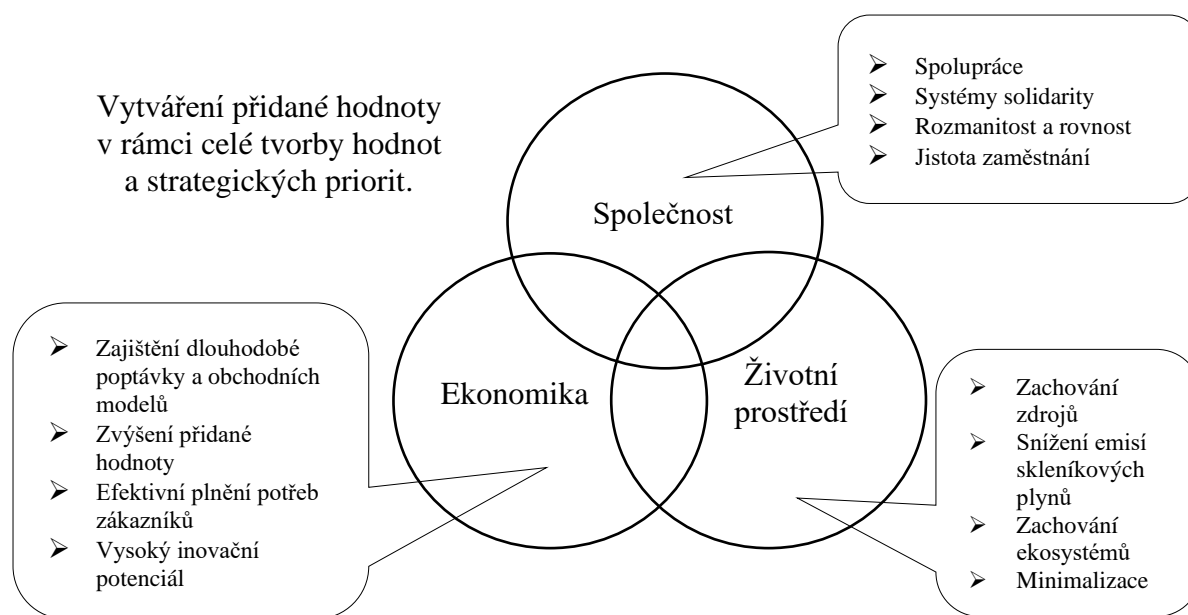 Vytváření přidané hodnoty
v rámci celé tvorby hodnot
a strategických priorit.
➢ Spolupráce
➢ Systémy solidarity
➢ Rozmanitost a rovnost
➢ Jistota zaměstnání
Společnost
➢ Zajištění dlouhodobé
poptávky a obchodních
modelů
➢ Zvýšení přidané
hodnoty
➢ Efektivní plnění potřeb
zákazníků
➢ Vysoký inovační
potenciál
Ekonomika
Životní
prostředí
➢ Zachování
zdrojů
➢ Snížení emisí
skleníkových
plynů
➢ Zachování
ekosystémů
➢ Minimalizace